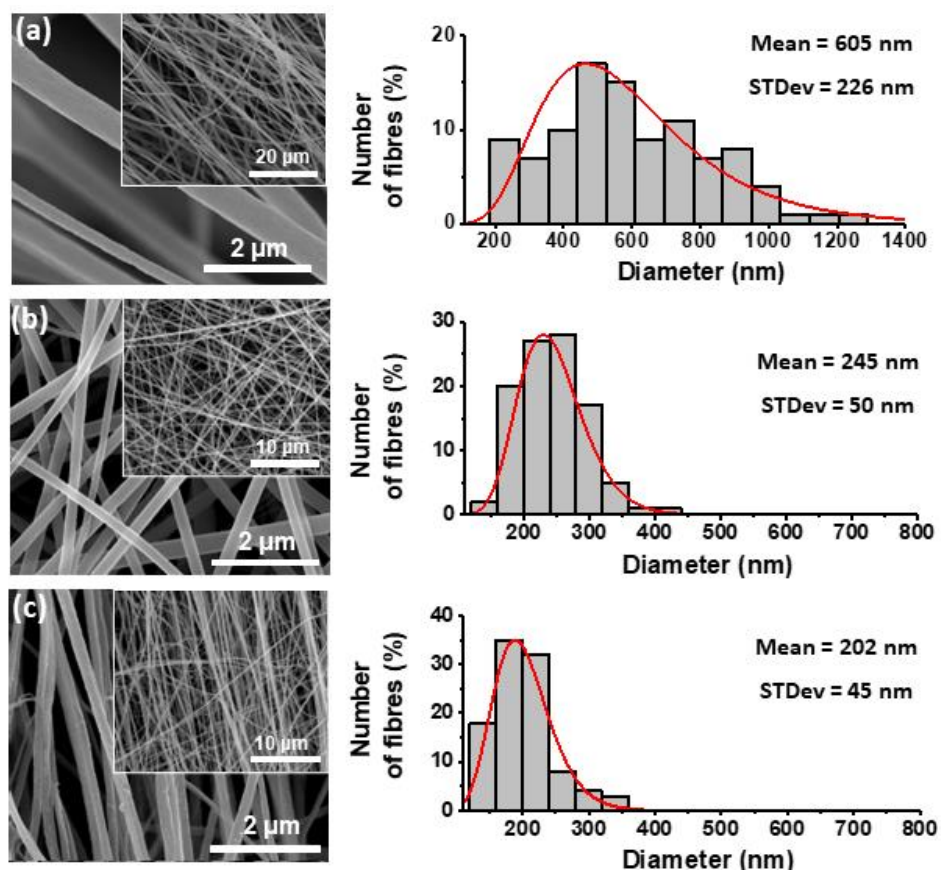 (a)
20 µm
2 µm
Number
of fibres (%)
20
10
0
200 400 600 800 1000 1200 1400
Diameter (nm)
Mean = 605 nm
STDev = 226 nm
(b)
10 µm
2 µm
Number
of fibres (%)
30
20
10
0
200 300 400 500 600 700 800
Diameter (nm)
Mean = 245 nm
STDev = 50 nm
(c)
10 µm
2 µm
Number
of fibres (%)
40
30
20
10
0
200 300 400 500 600 700 800
Diameter (nm)
Mean = 202 nm
STDev = 45 nm